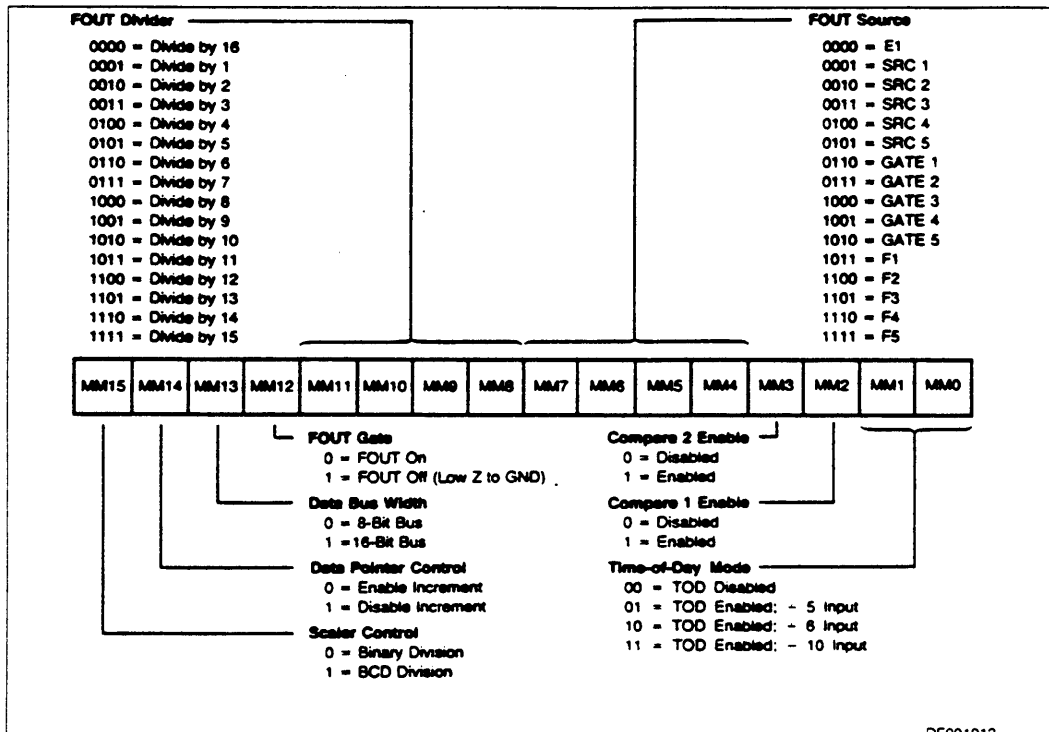 FOUT Divider
0000 = Divide by 16
0001 = Divide by 1
0010 = Divide by 2
0011 = Divide by 3
0100 = Divide by 4
0101 = Divide by 5
0110 = Divide by 6
0111 = Divide by 7
1000 = Divide by 8
1001 = Divide by 9
1010 = Divide by 10
1011 = Divide by 11
1100 = Divide by 12
1101 = Divide by 13
1110 = Divide by 14
1111 = Divide by 15
FOUT Source
0000 = E1
0001 = SRC 1
0010 = SRC 2
0011 = SRC 3
0100 = SRC 4
0101 = SRC 5
0110 = GATE 1
0111 = GATE 2
1000 = GATE 3
1001 = GATE 4
1010 = GATE 5
1011 = F1
1100 = F2
1101 = F3
1110 = F4
1111 = F5
MM15 MM14 MM13 MM12 MM11 MM10 MM9 MM8 MM7 MM6 MM5 MM4 MM3 MM2 MM1 MM0
FOUT Gate
0 = FOUT On
1 = FOUT Off (Low Z to GND)
Data Bus Width
0 = 8-Bit Bus
1 =16-Bit Bus
Data Pointer Control
0 = Enable Increment
1 = Disable Increment
Scaler Control
0 = Binary Division
1 = BCD Division
Compare 2 Enable
0 = Disabled
1 = Enabled
Compare 1 Enable
0 = Disabled
1 = Enabled
Time-of-Day Mode
00 = TOD Disabled
01 = TOD Enabled: - 5 Input
10 = TOD Enabled; - 6 Input
11 = TOD Enabled; - 10 Input